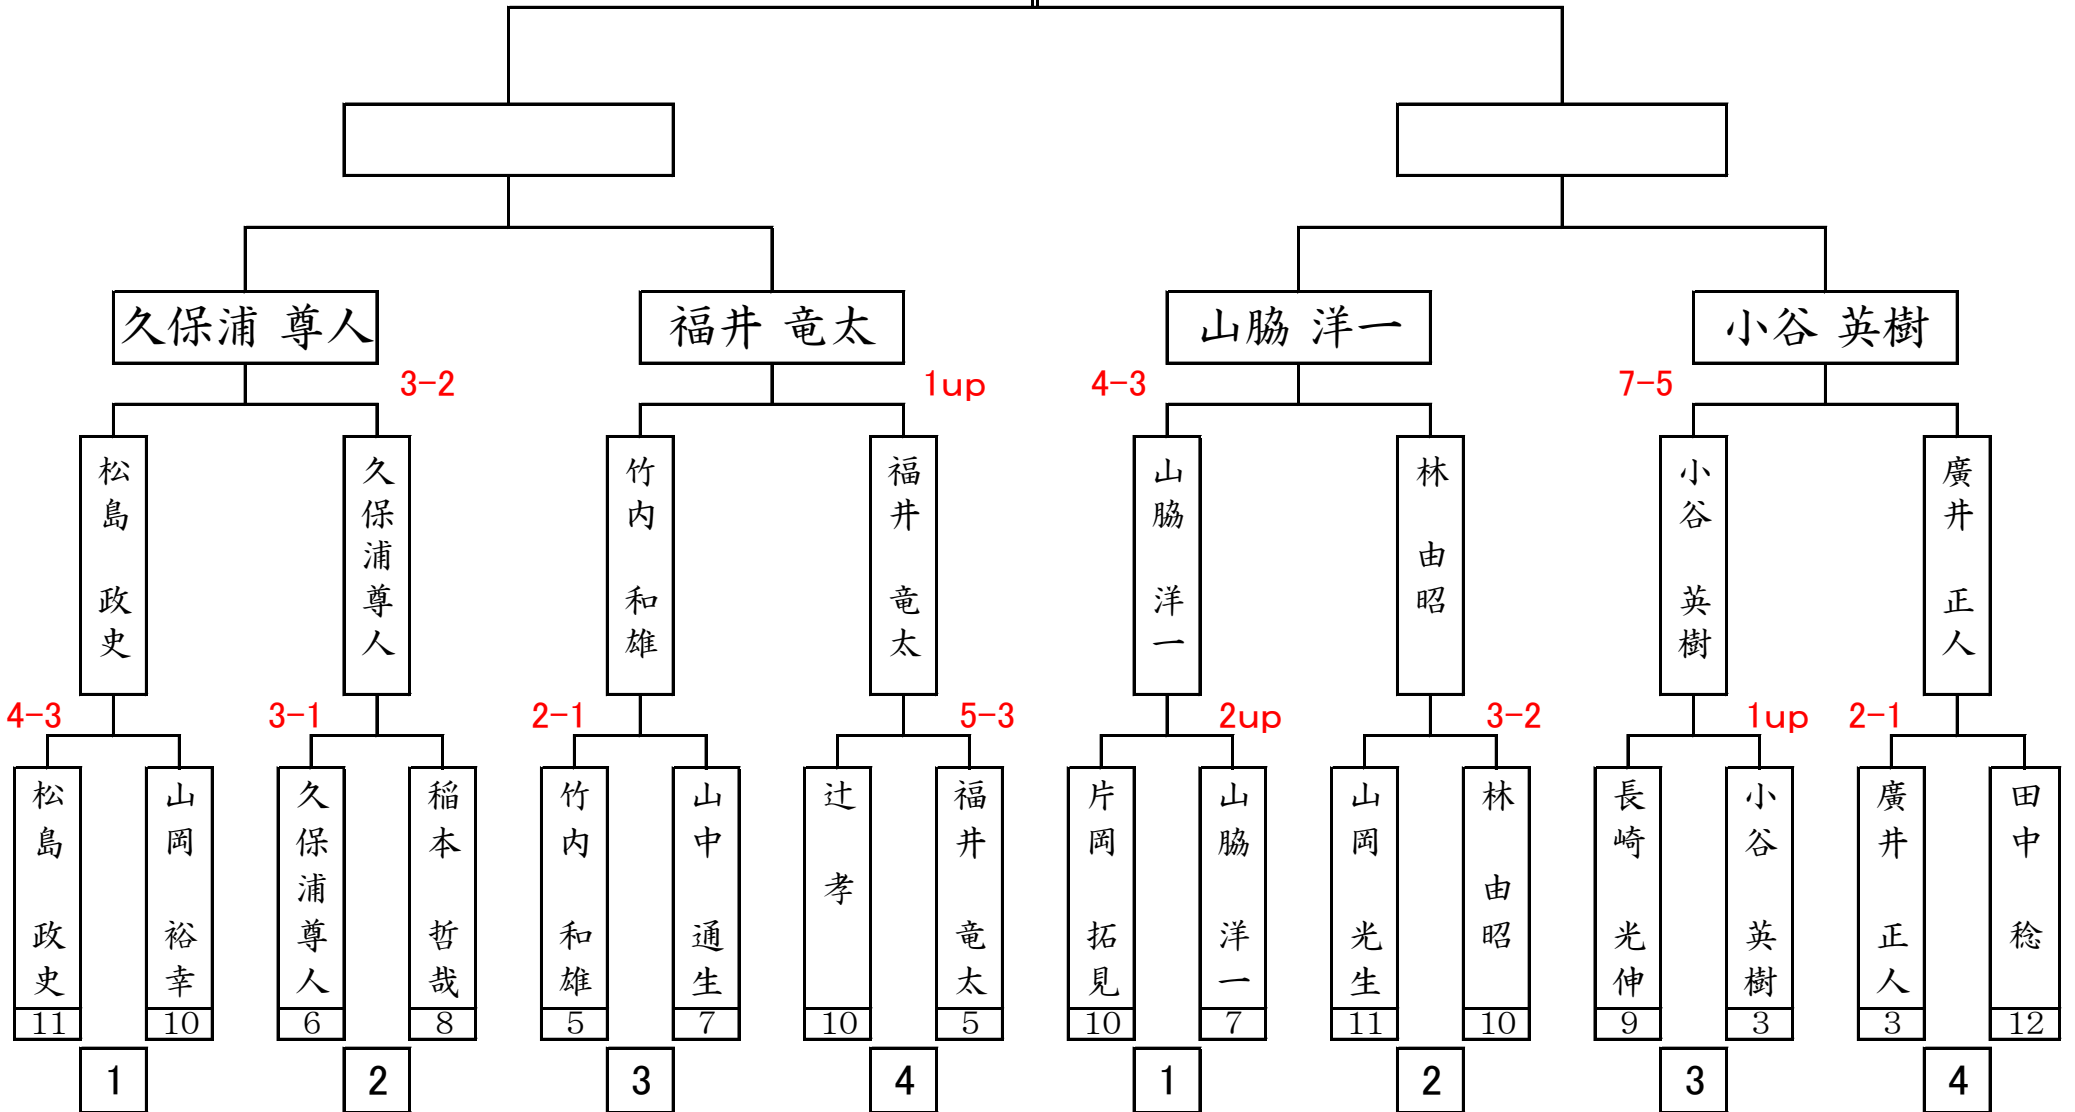 久保浦 尊人
福井 竜太
山脇 洋一
小谷 英樹
3-2
1up
4-3
7-5
松島 政史
久保浦尊人
竹内 和雄
福井 竜太
山脇 洋一
林 由昭
小谷 英樹
廣井 正人
4-3
3-1
2-1
5-3
2up
3-2
1up
2-1
松島 政史
山岡 裕幸
久保浦尊人
稲本 哲哉
竹内 和雄
山中 通生
辻 孝
福井 竜太
片岡 拓見
山脇 洋一
山岡 光生
林 由昭
長崎 光伸
小谷 英樹
廣井 正人
田中 稔
11
10
6
8
5
7
10
5
10
7
11
10
9
3
3
12
1
2
3
4
1
2
3
4